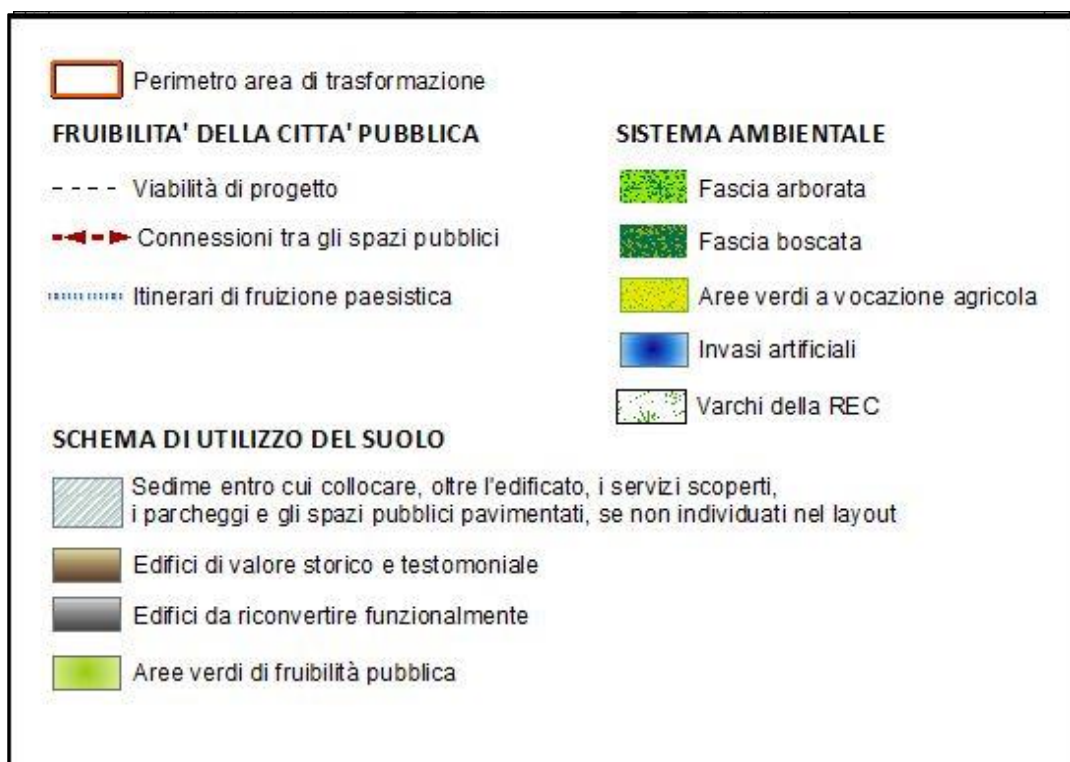 Perimetro area di trasformazione
FRUIBILITA' DELLA CITTA' PUBBLICA
Viabilità di progetto
Connessioni tra gli spazi pubblici
Itinerari di fruizione paesistica
SISTEMA AMBIENTALE
Fascia arborata
Fascia boscata
Aree verdi a vocazione agricola
Invasi artificiali
Varchi della REC
SCHEMA DI UTILIZZO DEL SUOLO
Sedime entro cui collocare, oltre l'edificato, i servizi scoperti,
i parcheggi e gli spazi pubblici pavimentati, se non individuati nel layout
Edifici di valore storico e testomoniale
Edifici da riconvertire funzionalmente
Aree verdi di fruibilità pubblica